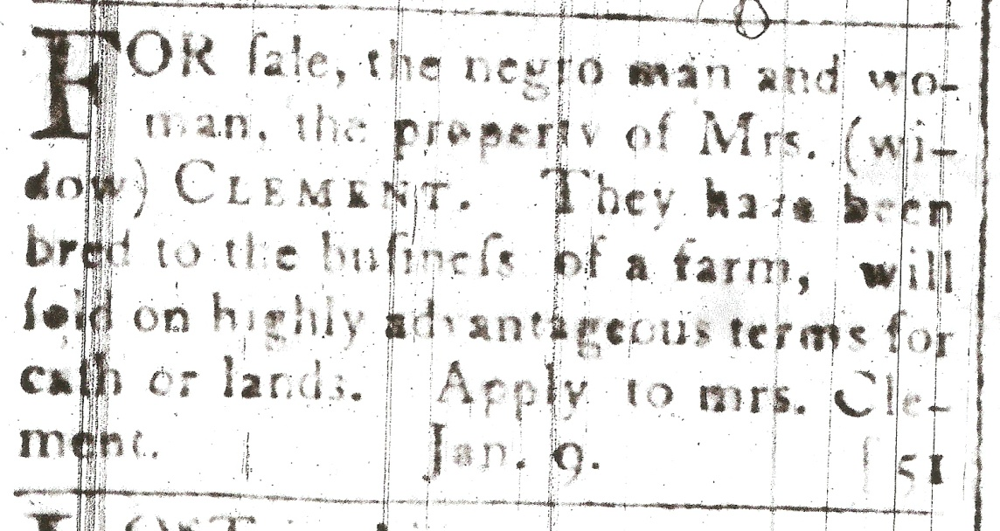 FOR ſale, the negro man and wo-
man, the property of Mrs. (wi-
dow) CLEMENT. They have been
bred to the buſineſs of a farm, will
ſold on highly advantageous terms for
caſh or lands. Apply to mrs. Cle-
ment. Jan. 9. ſ 51
LOST